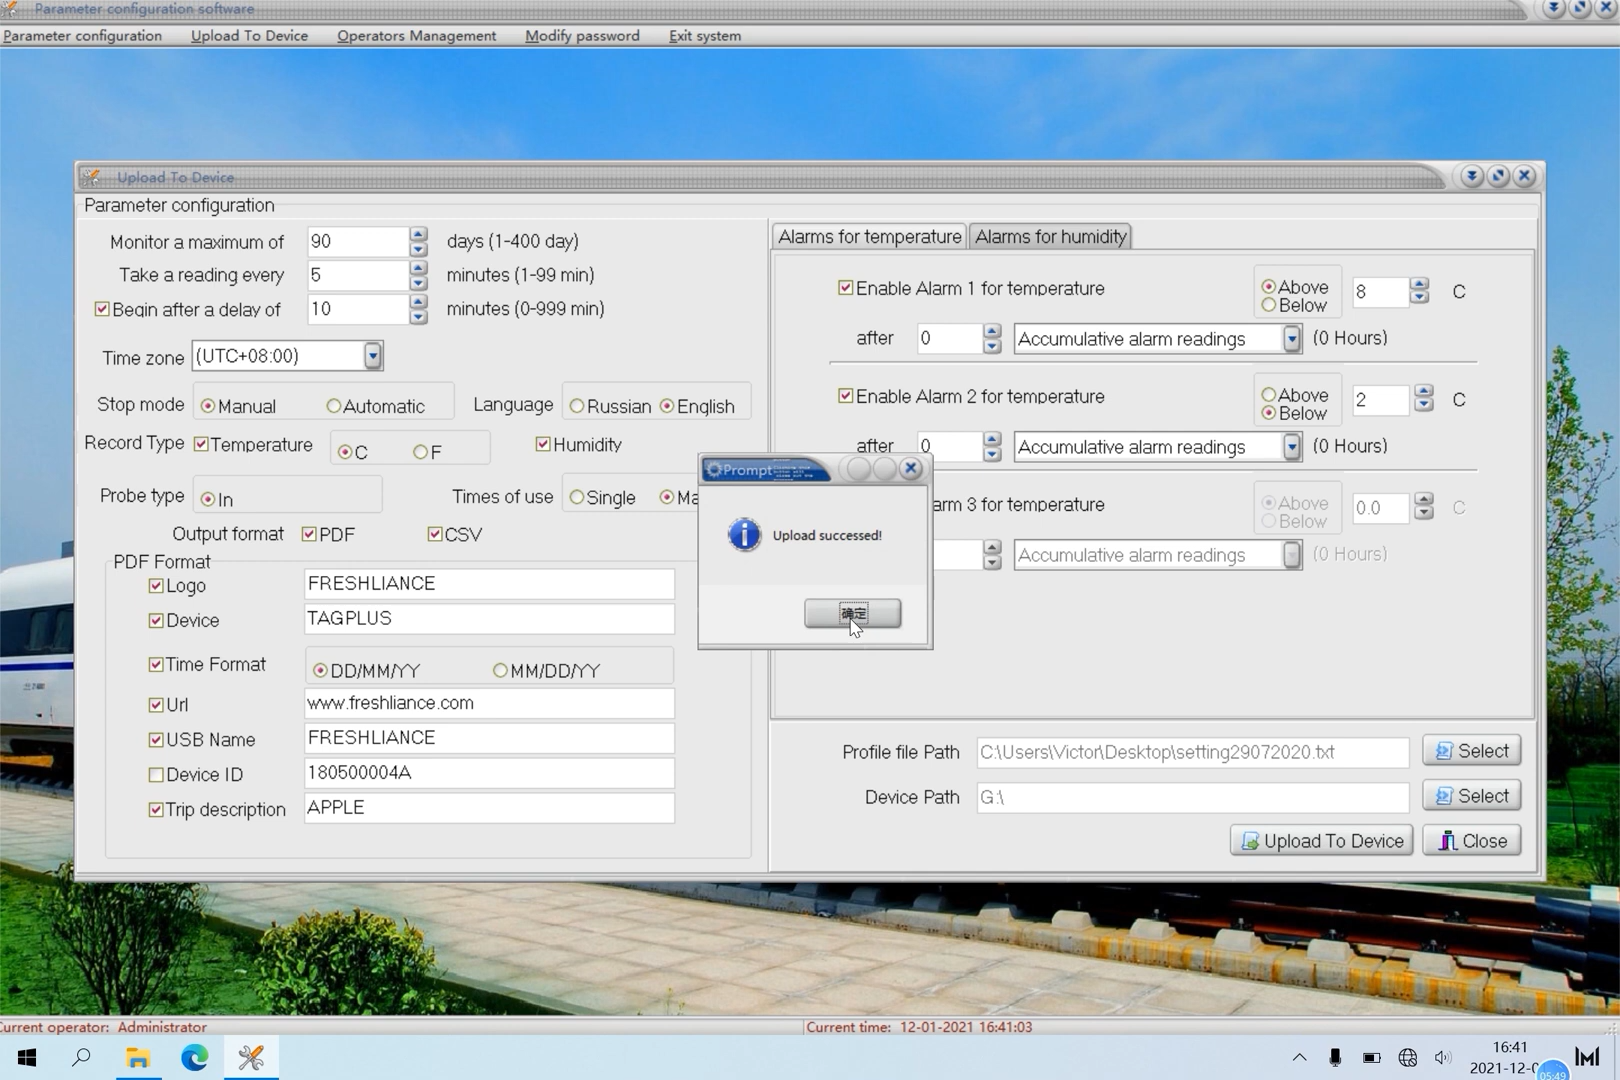 Parameter configuration software
Parameter configuration Upload To Device Operators Management Modify password Exit system
Upload To Device
Parameter configuration
Monitor a maximum of 90 days (1-400 day)
Take a reading every 5 minutes (1-99 min)
Begin after a delay of 10 minutes (0-999 min)
Time zone (UTC+08:00)
Stop mode Manual Automatic Language Russian English
Record Type Temperature C F Humidity
Probe type In Times of use Single Ma
Output format PDF CSV
PDF Format
Logo FRESHLIANCE
Device TAGPLUS
Time Format DD/MM/YY MM/DD/YY
Url www.freshliance.com
USB Name FRESHLIANCE
Device ID 180500004A
Trip description APPLE
Alarms for temperature Alarms for humidity
Enable Alarm 1 for temperature Above Below 8 C
after 0 Accumulative alarm readings (0 Hours)
Enable Alarm 2 for temperature Above Below 2 C
after 0 Accumulative alarm readings (0 Hours)
arm 3 for temperature Above Below 0.0 C
Accumulative alarm readings (0 Hours)
Prompt
Upload successed!
确定
Profile file Path C:\Users\Victor\Desktop\setting29072020.txt Select
Device Path G:\ Select
Upload To Device Close
Current operator: Administrator Current time: 12-01-2021 16:41:03
16:41
2021-12-0
05:49